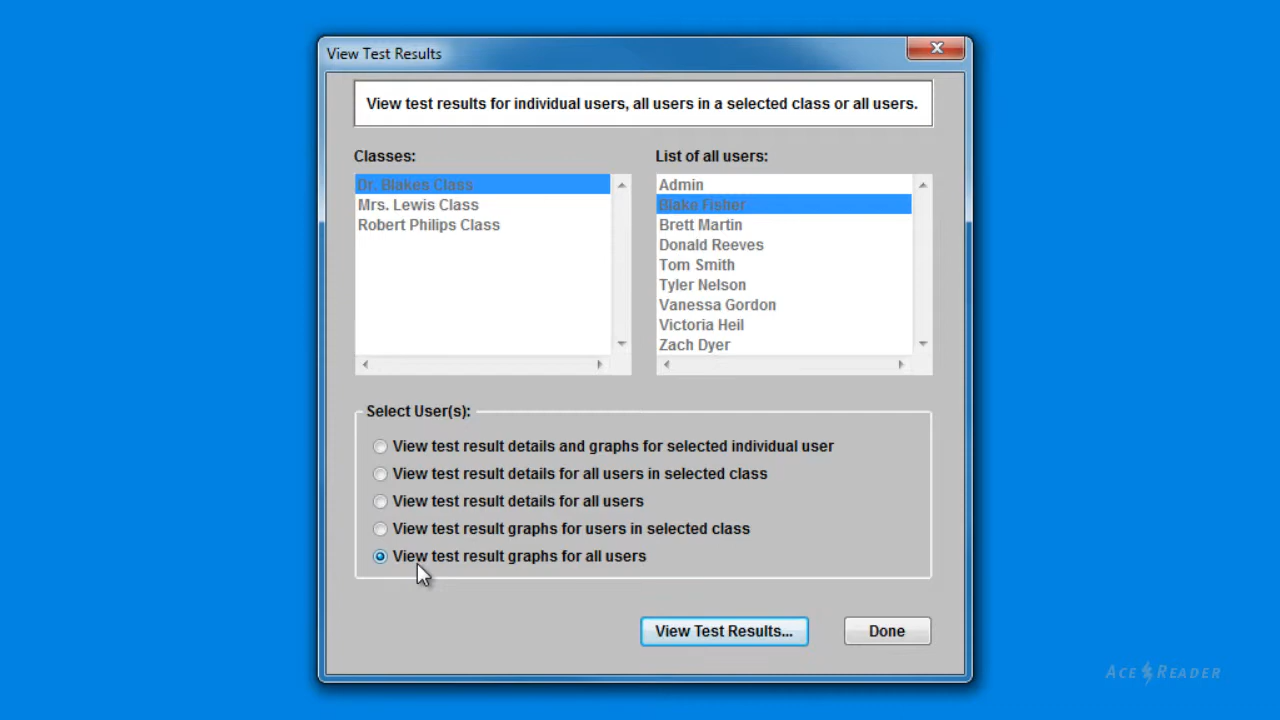 View Test Results
View test results for individual users, all users in a selected class or all users.
Classes:
Dr. Blakes Class
Mrs. Lewis Class
Robert Philips Class
List of all users:
Admin
Blake Fisher
Brett Martin
Donald Reeves
Tom Smith
Tyler Nelson
Vanessa Gordon
Victoria Heil
Zach Dyer
Select User(s):
View test result details and graphs for selected individual user
View test result details for all users in selected class
View test result details for all users
View test result graphs for users in selected class
View test result graphs for all users
View Test Results...
Done
ACE READER